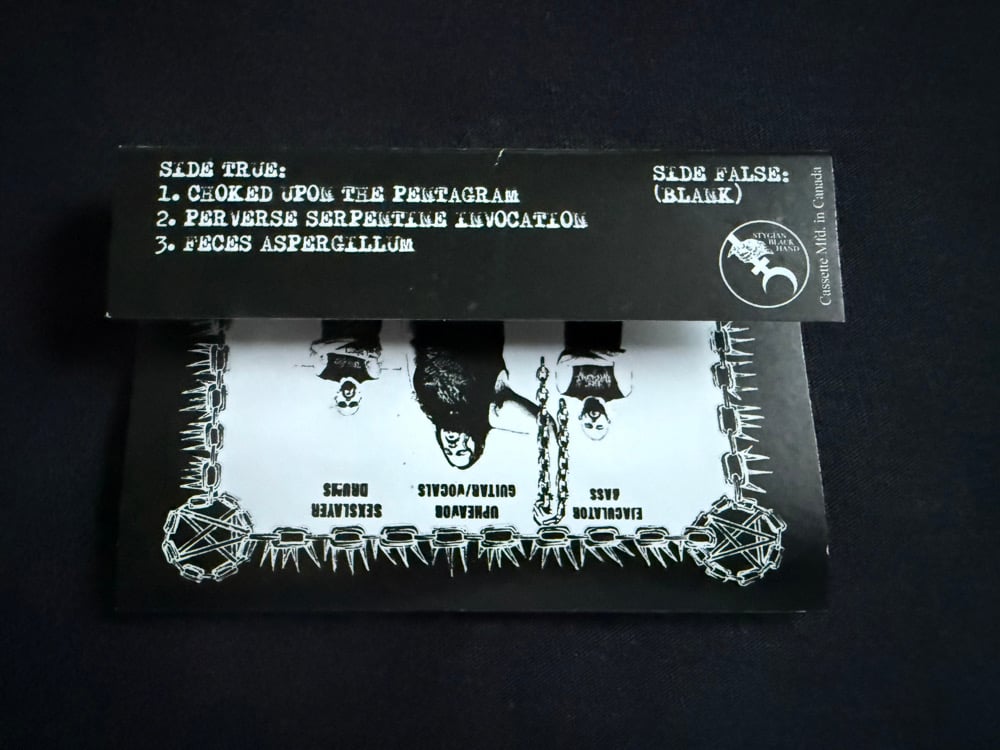 SIDE TRUE:
1. CHOKED UPON THE PENTAGRAM
2. PERVERSE SERPENTINE INVOCATION
3. FECES ASPERGILLUM
SIDE FALSE:
(BLANK)
STYGIAN
BLACK
HAND
Cassette Mfd. in Canada
EJACULATOR
BASS
UPHEAVOR
GUITAR/VOCALS
SEXSLAYER
DRUMS